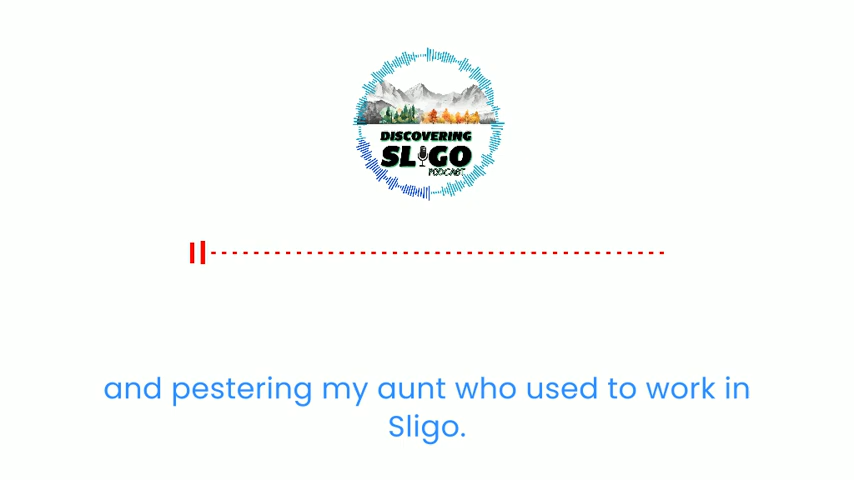 DISCOVERING
SLIGO
PODCAST
and pestering my aunt who used to work in
Sligo.